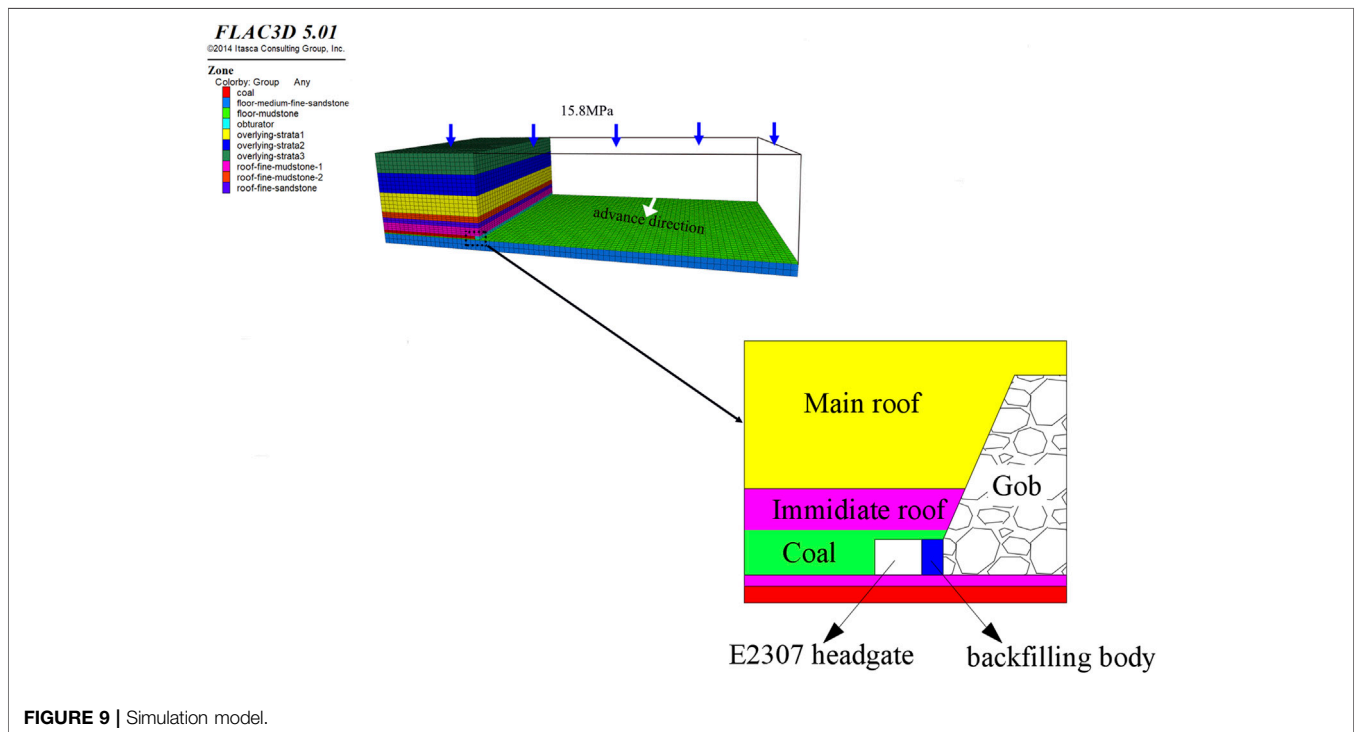 FLAC3D 5.01
©2014 Itasca Consulting Group, Inc.
Zone
Colorby: Group Any
coal
floor-medium-fine-sandstone
floor-mudstone
obturator
overlying-strata1
overlying-strata2
overlying-strata3
roof-fine-mudstone-1
roof-fine-mudstone-2
roof-fine-sandstone
15.8MPa
advance direction
Main roof
Gob
Immidiate roof
Coal
E2307 headgate
backfilling body
FIGURE 9 | Simulation model.